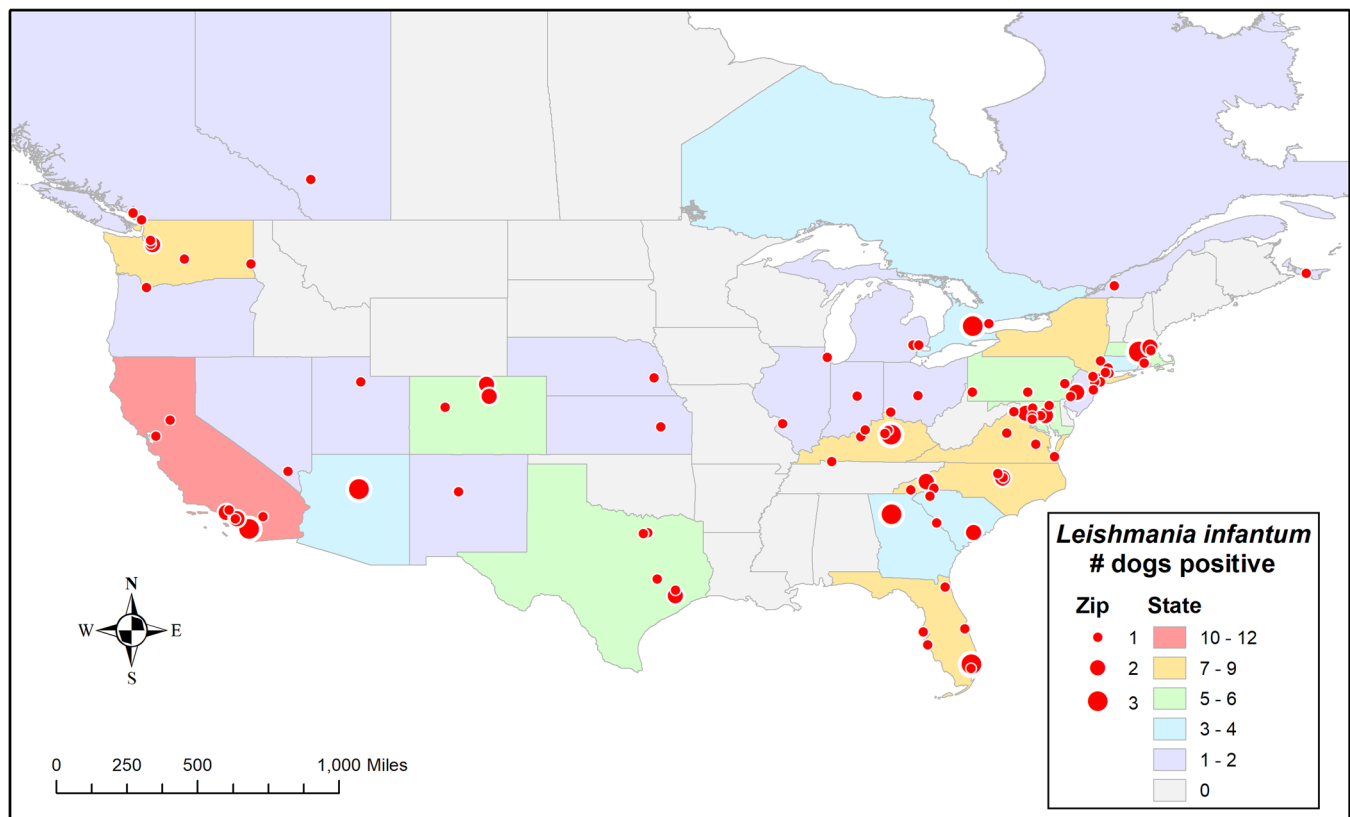 Leishmania infantum
# dogs positive
Zip State
1
2
3
10 - 12
7 - 9
5 - 6
3 - 4
1 - 2
0
N
W E
S
0 250 500 1,000 Miles